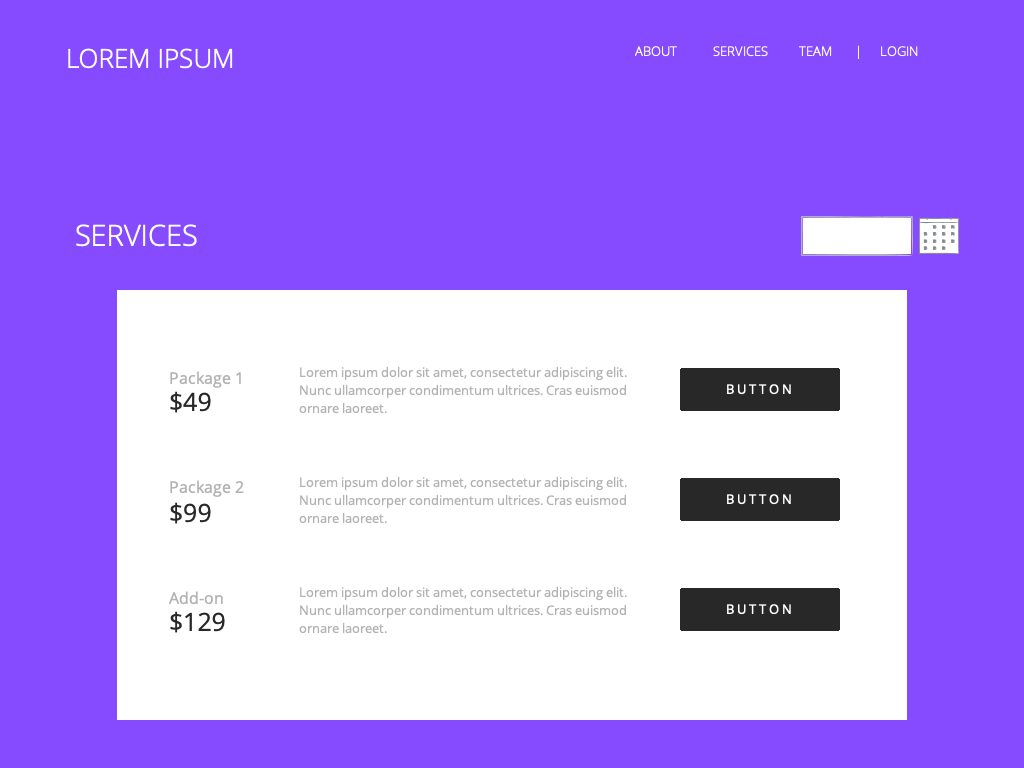 LOREM IPSUM
ABOUT SERVICES TEAM | LOGIN
SERVICES
Package 1
$49
Lorem ipsum dolor sit amet, consectetur adipiscing elit.
Nunc ullamcorper condimentum ultrices. Cras euismod
ornare laoreet.
BUTTON
Package 2
$99
Lorem ipsum dolor sit amet, consectetur adipiscing elit.
Nunc ullamcorper condimentum ultrices. Cras euismod
ornare laoreet.
BUTTON
Add-on
$129
Lorem ipsum dolor sit amet, consectetur adipiscing elit.
Nunc ullamcorper condimentum ultrices. Cras euismod
ornare laoreet.
BUTTON